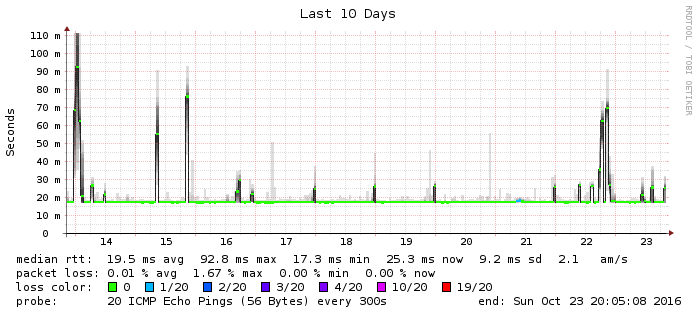 Last 10 Days
RRDTOOL / TOBI OETIKER
Seconds
110 m
100 m
90 m
80 m
70 m
60 m
50 m
40 m
30 m
20 m
10 m
0
14 15 16 17 18 19 20 21 22 23
median rtt: 19.5 ms avg 92.8 ms max 17.3 ms min 25.3 ms now 9.2 ms sd 2.1 am/s
packet loss: 0.01 % avg 1.67 % max 0.00 % min 0.00 % now
loss color: 0 1/20 2/20 3/20 4/20 10/20 19/20
probe: 20 ICMP Echo Pings (56 Bytes) every 300s end: Sun Oct 23 20:05:08 2016